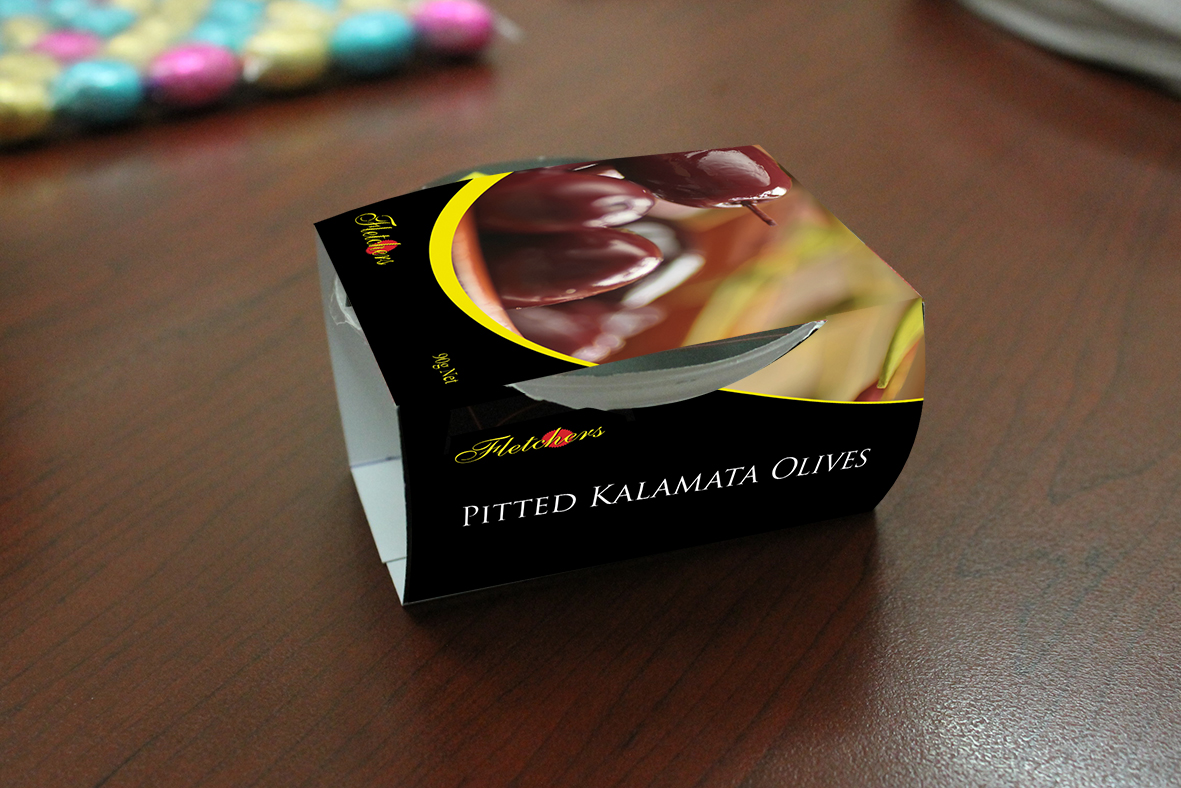 Fletchers
90g Net
Fletchers
Pitted Kalamata Olives